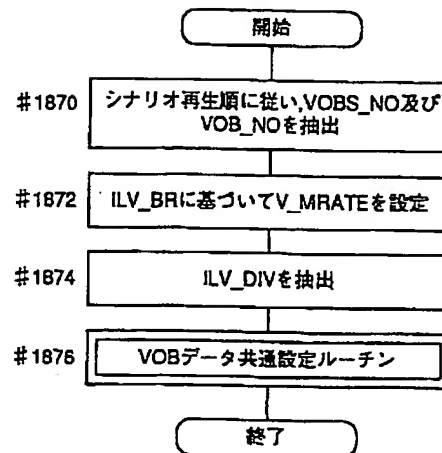 開始
#1870
シナリオ再生順に従い,VOBS_NO及び
VOB_NOを抽出
#1872
ILV_BRに基づいてV_MRATEを設定
#1874
ILV_DIVを抽出
#1876
VOBデータ共通設定ルーチン
終了